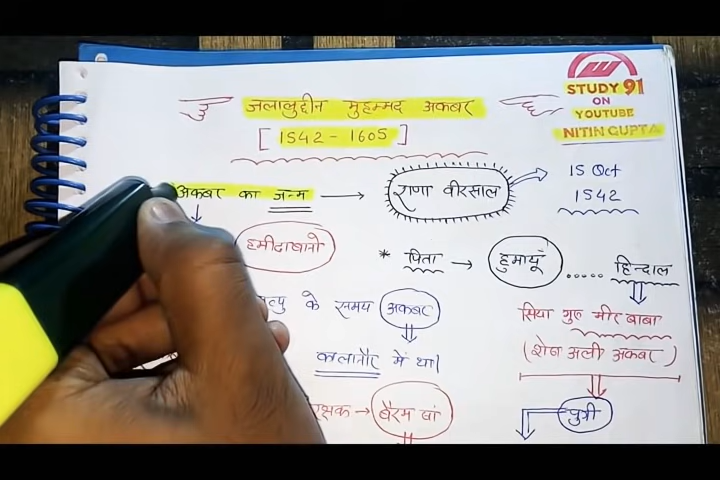 जलालुद्दीन मुहम्मद अकबर
[ 1542 - 1605 ]
STUDY 91
ON
YOUTUBE
NITIN GUPTA
अकबर का जन्म → राणा वीरसाल
15 Oct
1542
हमीदाबानो
* पिता → हुमायूं ..... हिन्दाल
के समय अकबर
सिया गुरु मीर बाबा
कलानौर में था।
(शेख अली अकबर)
→ बैरम खां
पुत्री